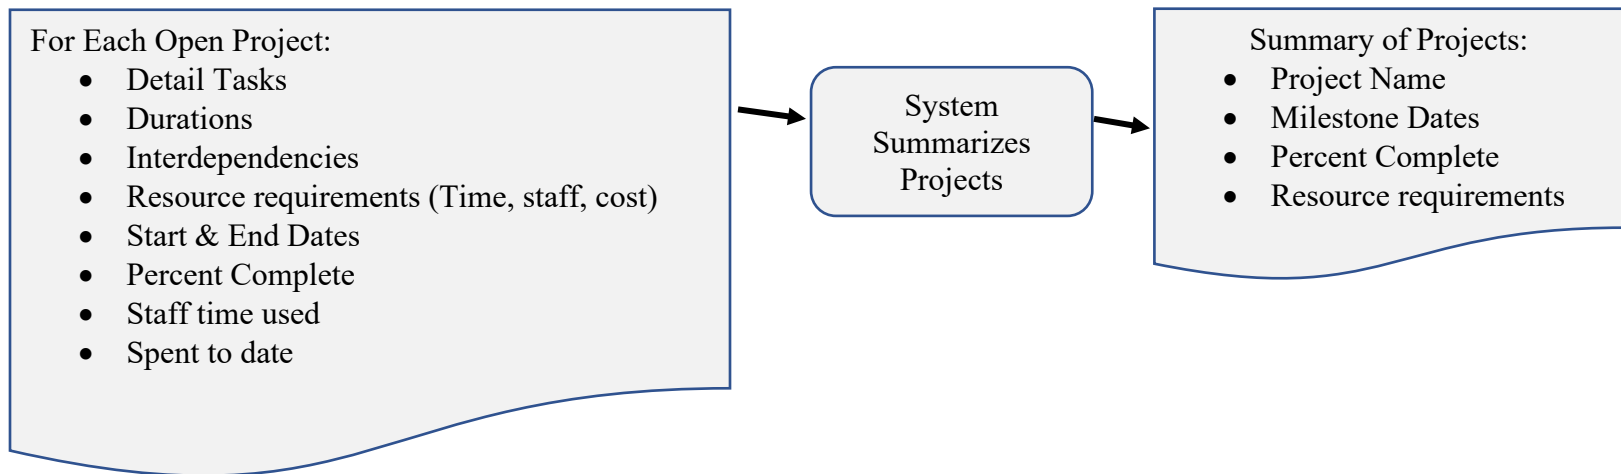 For Each Open Project:
• Detail Tasks
• Durations
• Interdependencies
• Resource requirements (Time, staff, cost)
• Start & End Dates
• Percent Complete
• Staff time used
• Spent to date
System
Summarizes
Projects
Summary of Projects:
• Project Name
• Milestone Dates
• Percent Complete
• Resource requirements